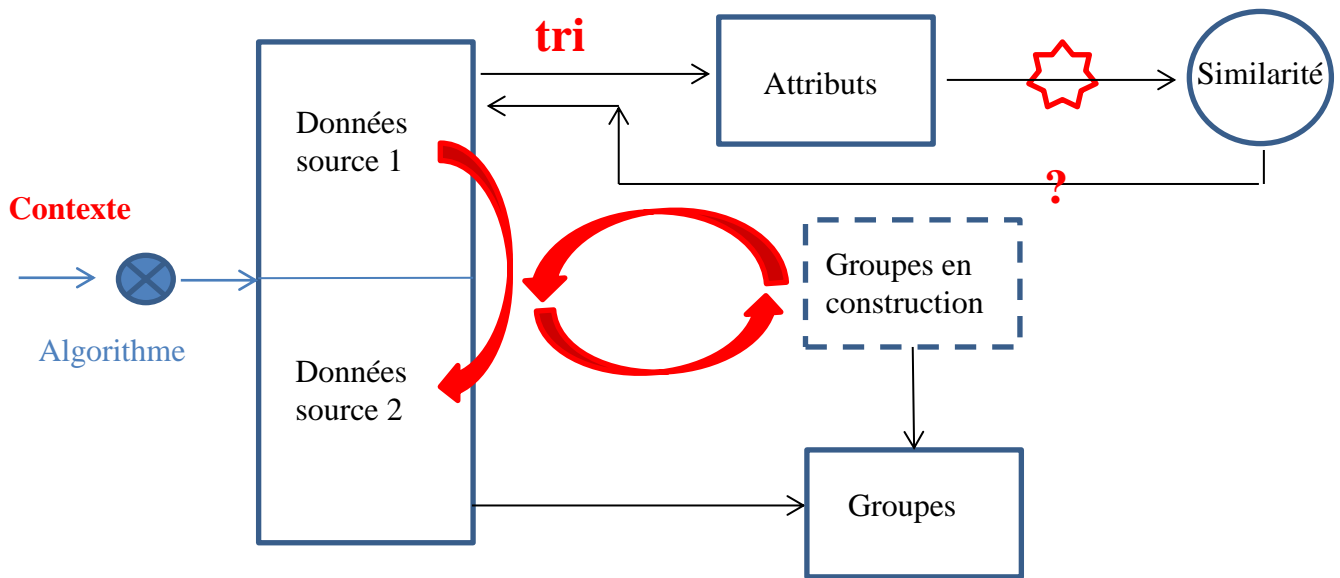 tri
Attributs
Similarité
Données
source 1
?
Contexte
Groupes en
construction
Algorithme
Données
source 2
Groupes